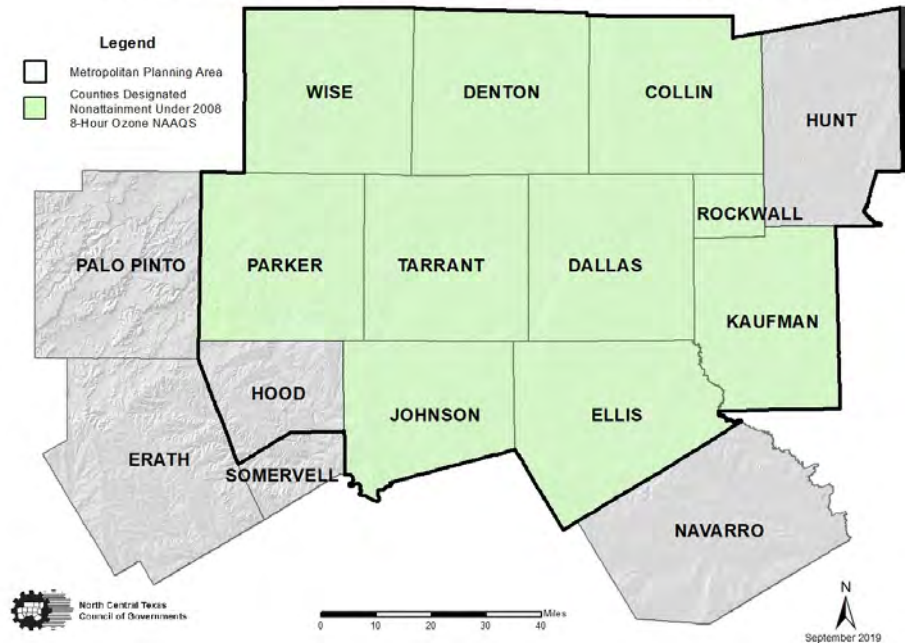 Legend
Metropolitan Planning Area
Counties Designated
Nonattainment Under 2008
8-Hour Ozone NAAQS
WISE
DENTON
COLLIN
HUNT
ROCKWALL
PALO PINTO
PARKER
TARRANT
DALLAS
KAUFMAN
HOOD
JOHNSON
ELLIS
ERATH
SOMERVELL
NAVARRO
North Central Texas
Council of Governments
Miles
0 10 20 30 40
N
September 2019